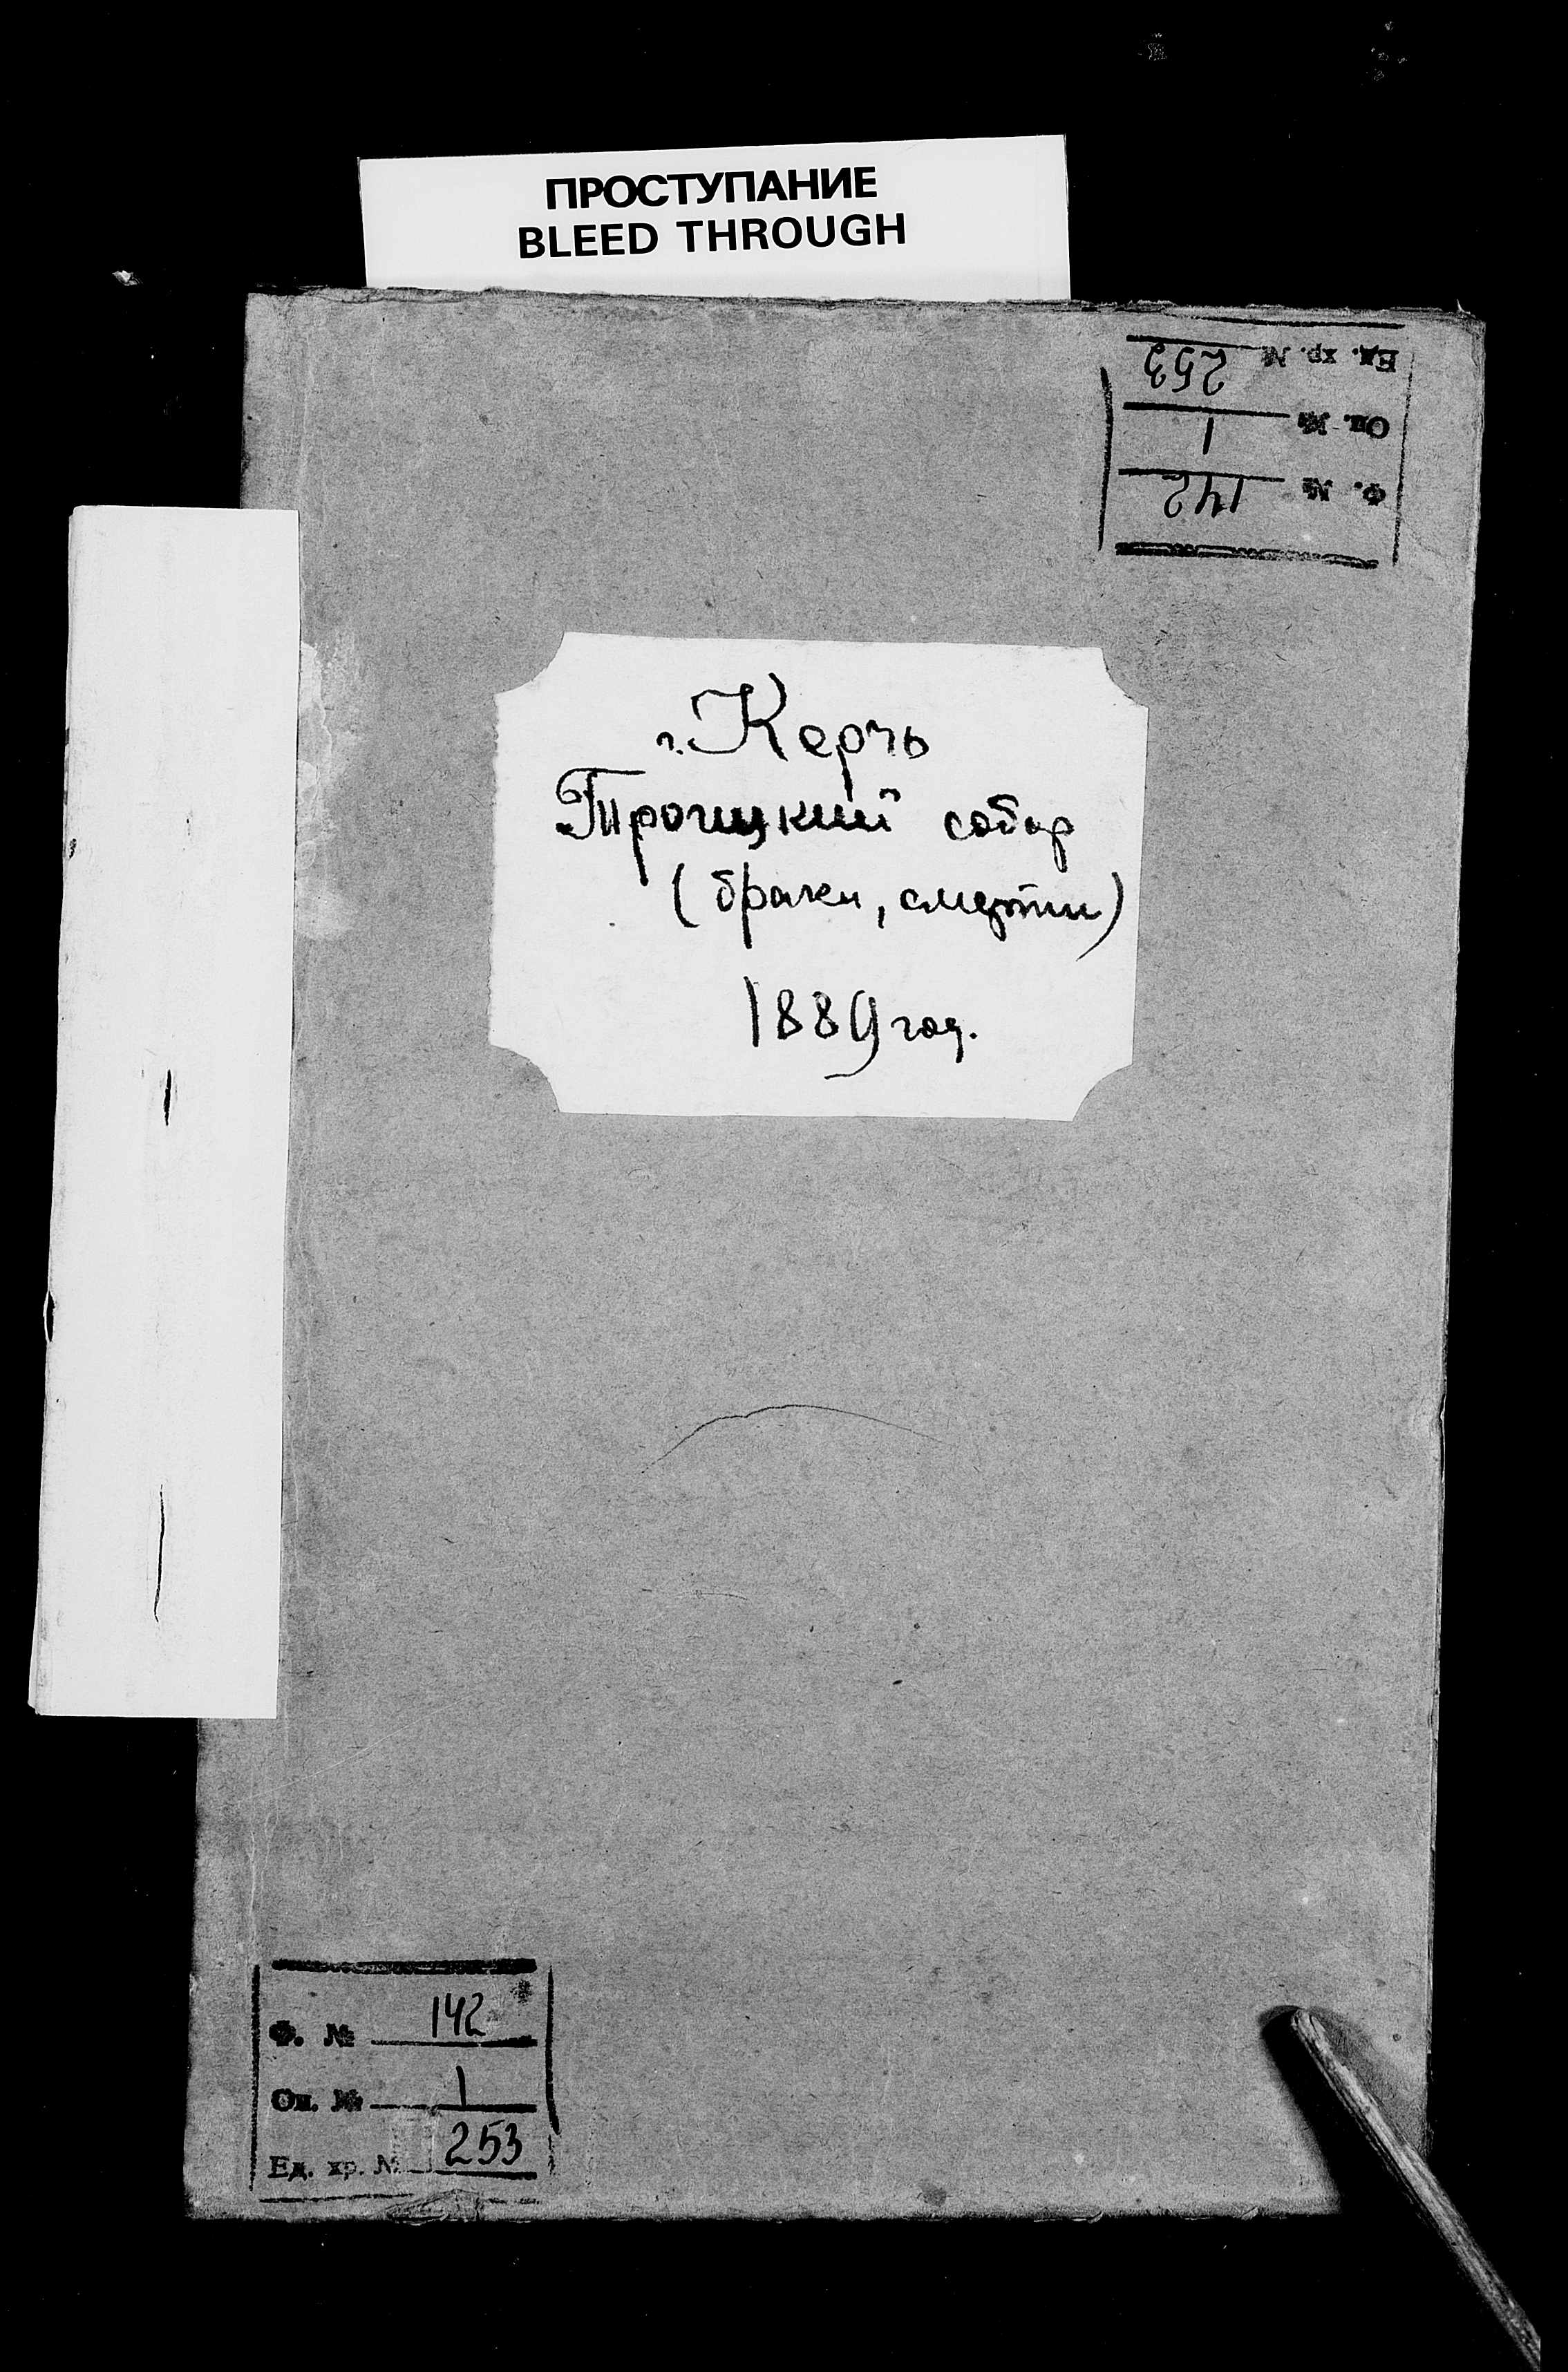 ПРОСТУПАНИЕ
BLEED THROUGH
Ед. хр. № 253
Оп. № 1
Ф. № 142
г. Керчь
Троицкий собор
(браки, смерти)
1889 год.
Ф. № 142
Оп. № 1
Ед. хр. № 253